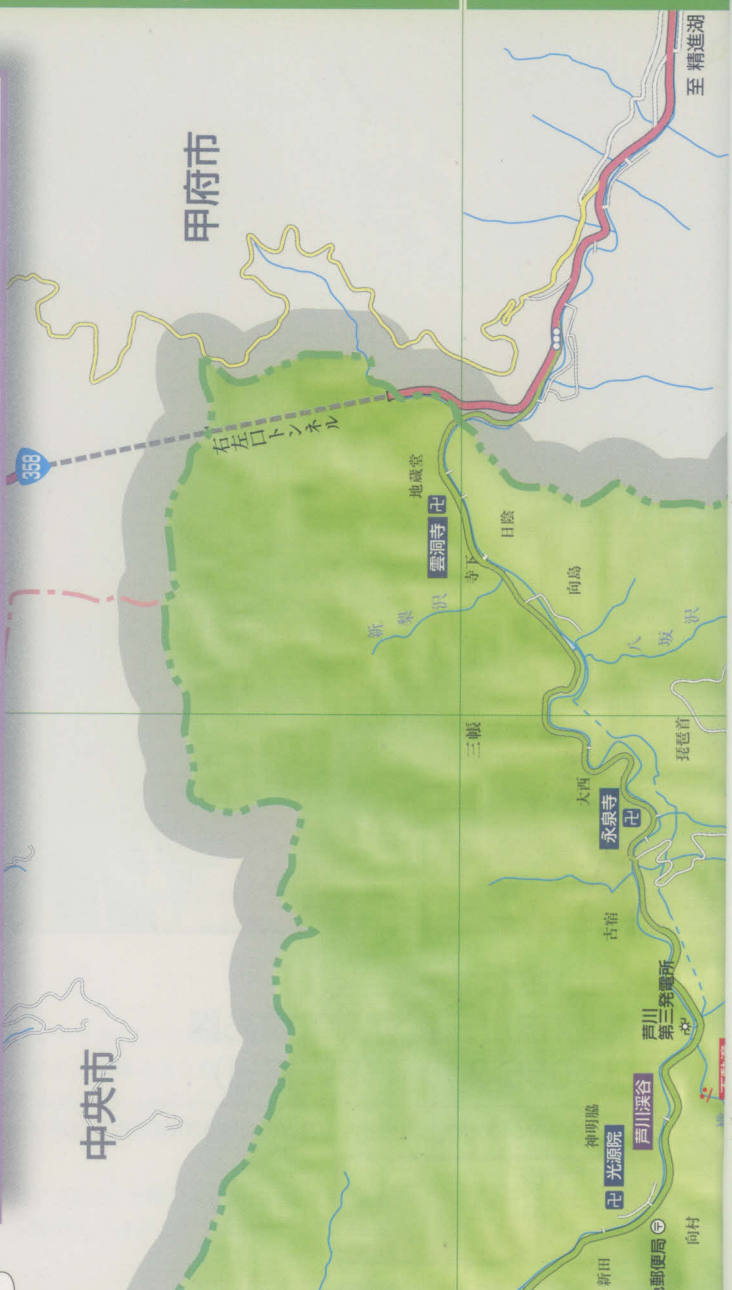 至 精進湖
甲府市
358
右左口トンネル
地蔵堂
雲洞寺
日陰
寺下
向島
新梨沢
八坂沢
三帳
琵琶首
大西
永泉寺
古宿
芦川
第三発電所
中央市
芦川渓谷
神明脇
光源院
郵便局
向村
新田